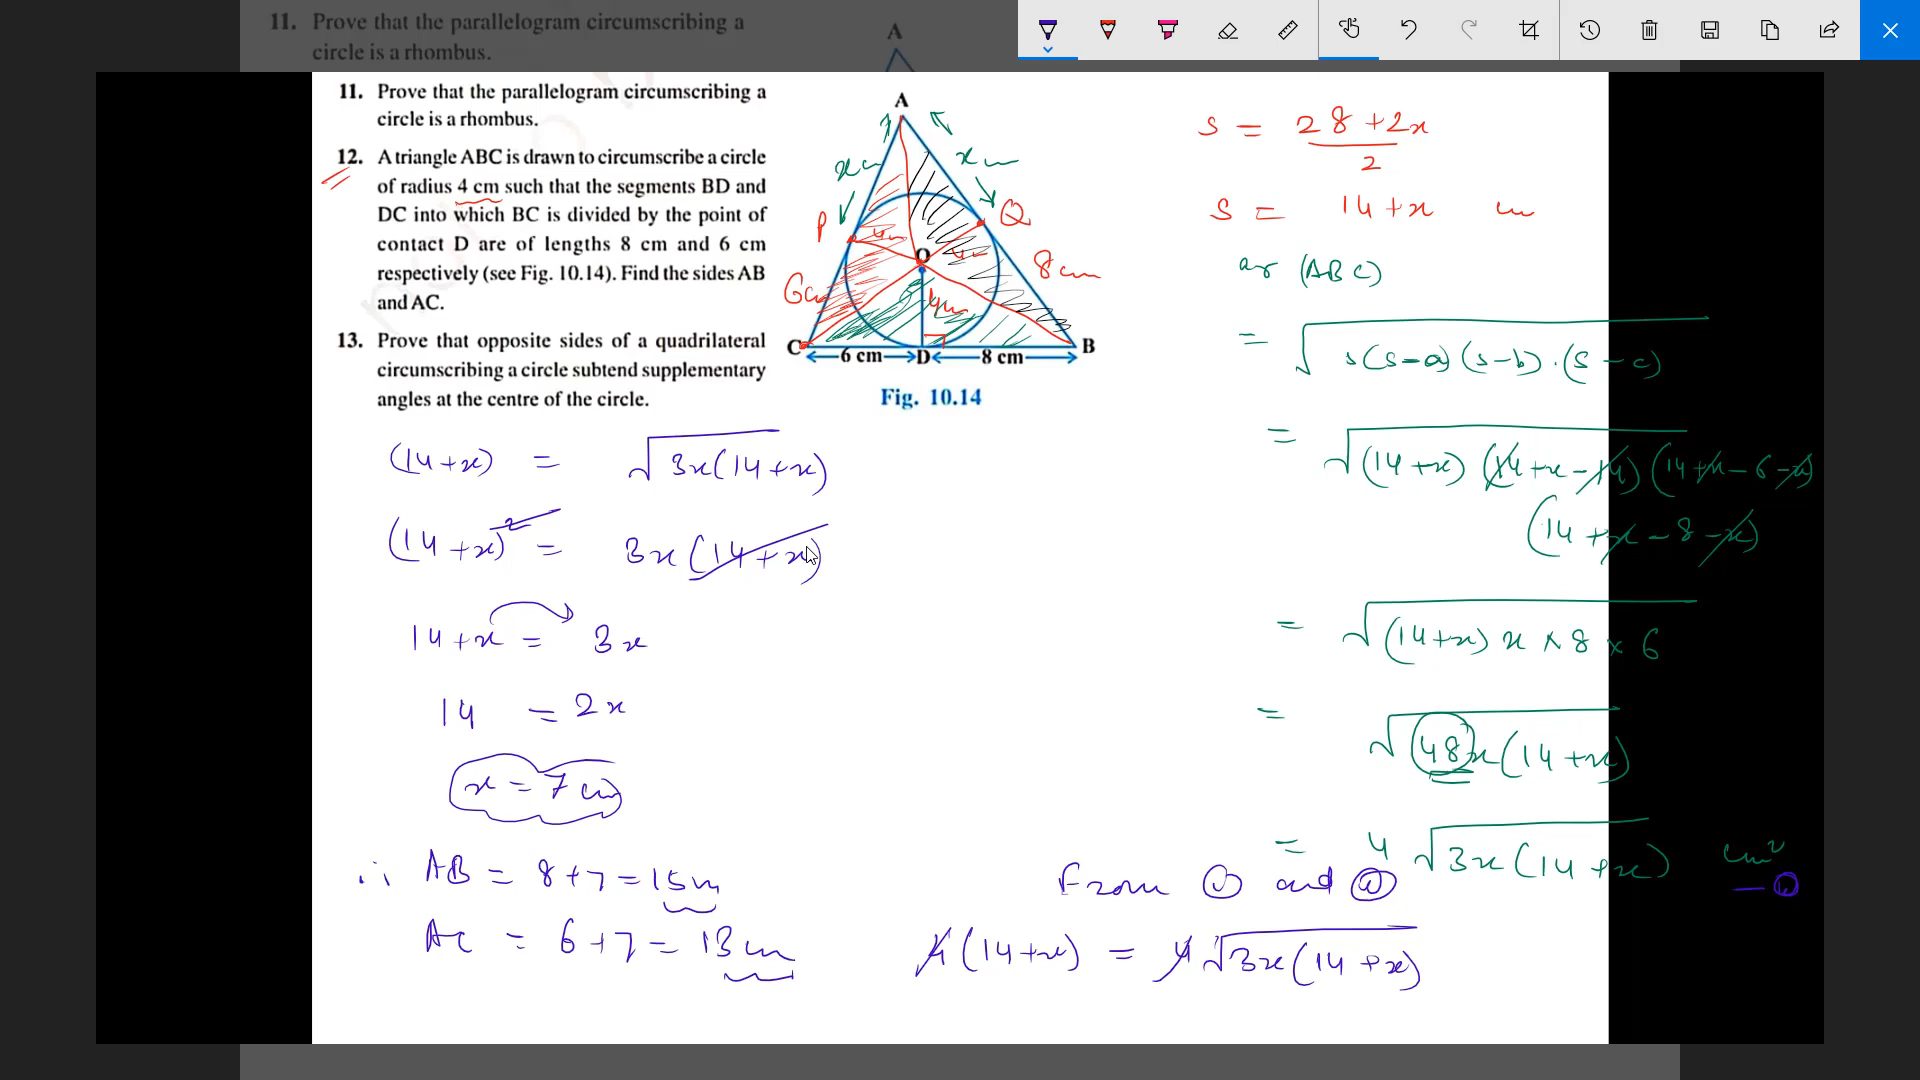 11. Prove that the parallelogram circumscribing a
circle is a rhombus.
A
11. Prove that the parallelogram circumscribing a
circle is a rhombus.
12. A triangle ABC is drawn to circumscribe a circle
of radius 4 cm such that the segments BD and
DC into which BC is divided by the point of
contact D are of lengths 8 cm and 6 cm
respectively (see Fig. 10.14). Find the sides AB
and AC.
13. Prove that opposite sides of a quadrilateral
circumscribing a circle subtend supplementary
angles at the centre of the circle.
A
x cm
x cm
P
Q
4cm
O
4cm
8 cm
6cm
4cm
C
6 cm
D
8 cm
B
Fig. 10.14
s = 28 + 2x / 2
s = 14 + x cm
ar (ABC)
= √s(s-a)(s-b).(s-c)
= √(14+x)(14+x-14)(14+x-6-x)
(14+x-8-x)
= √(14+x) x × 8 × 6
= √48x(14+x)
= 4√3x(14+x) cm²
From ① and ②
4(14+x) = 4√3x(14+x)
(14+x) = √3x(14+x)
(14+x)² = 3x(14+x)
14+x = 3x
14 = 2x
x = 7 cm
∴ AB = 8+7 = 15cm
AC = 6+7 = 13cm